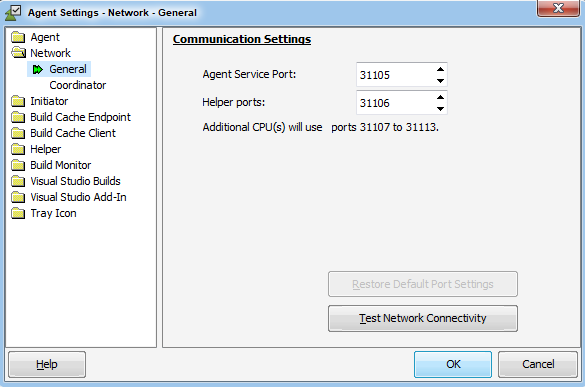 Agent Settings - Network - General
Agent
Network
General
Coordinator
Initiator
Build Cache Endpoint
Build Cache Client
Helper
Build Monitor
Visual Studio Builds
Visual Studio Add-In
Tray Icon
Communication Settings
Agent Service Port: 31105
Helper ports: 31106
Additional CPU(s) will use ports 31107 to 31113.
Restore Default Port Settings
Test Network Connectivity
Help
OK
Cancel